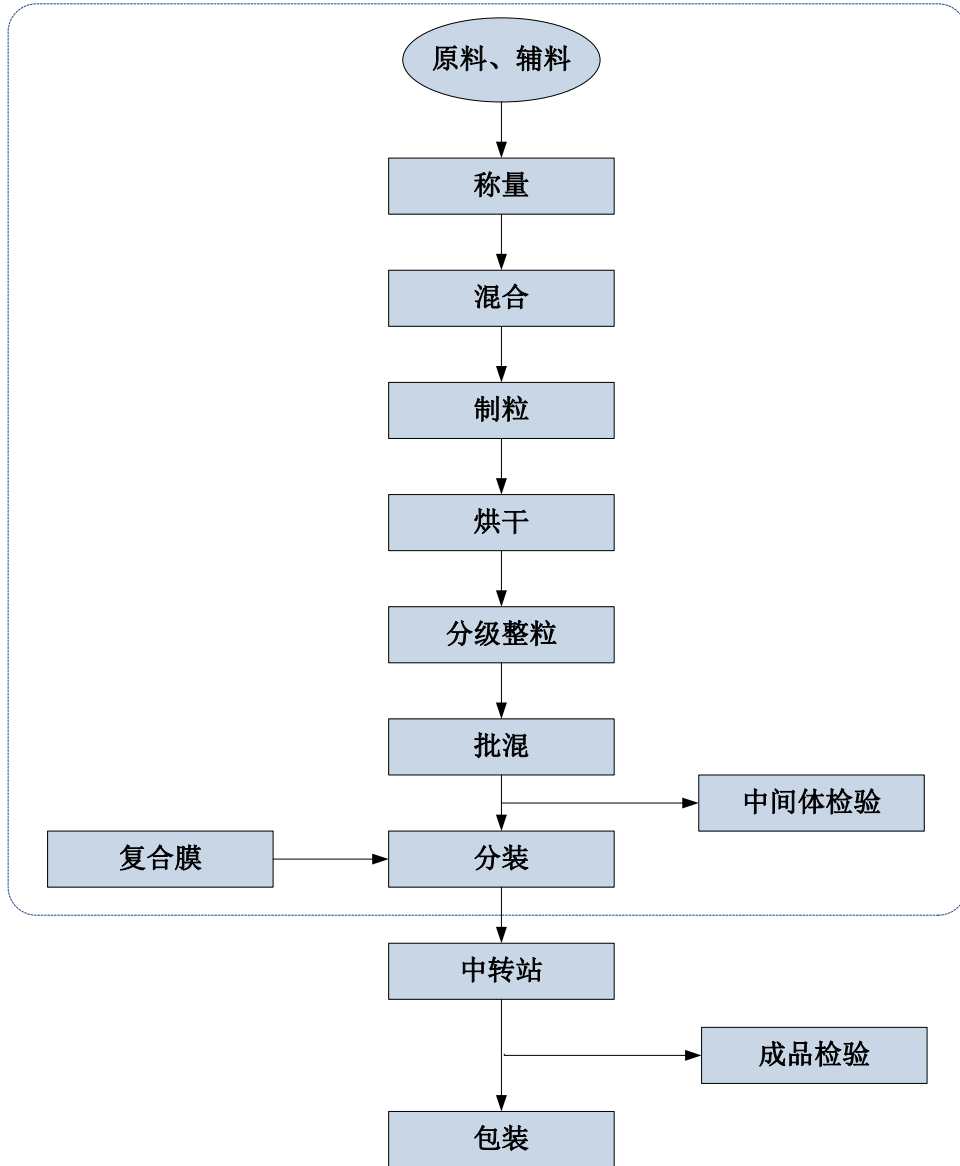 原料、辅料
称量
混合
制粒
烘干
分级整粒
批混
中间体检验
复合膜
分装
中转站
成品检验
包装